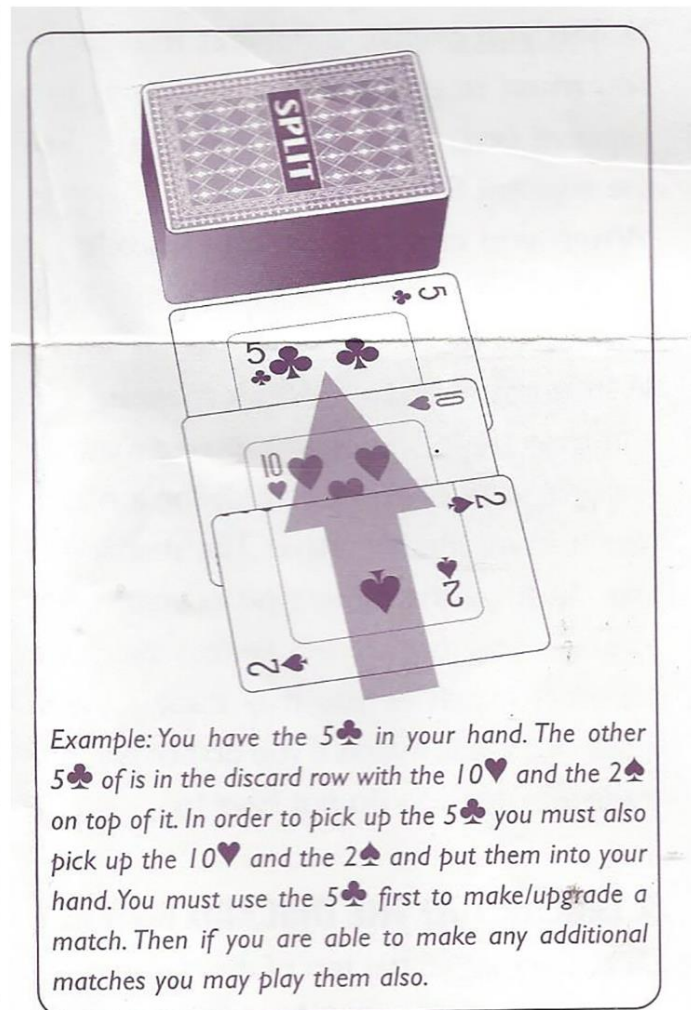 SPLIT
5♣
5♣
10♥
10♥
2♠
2♠
2♠
Example: You have the 5♣ in your hand. The other
5♣ of is in the discard row with the 10♥ and the 2♠
on top of it. In order to pick up the 5♣ you must also
pick up the 10♥ and the 2♠ and put them into your
hand. You must use the 5♣ first to make/upgrade a
match. Then if you are able to make any additional
matches you may play them also.